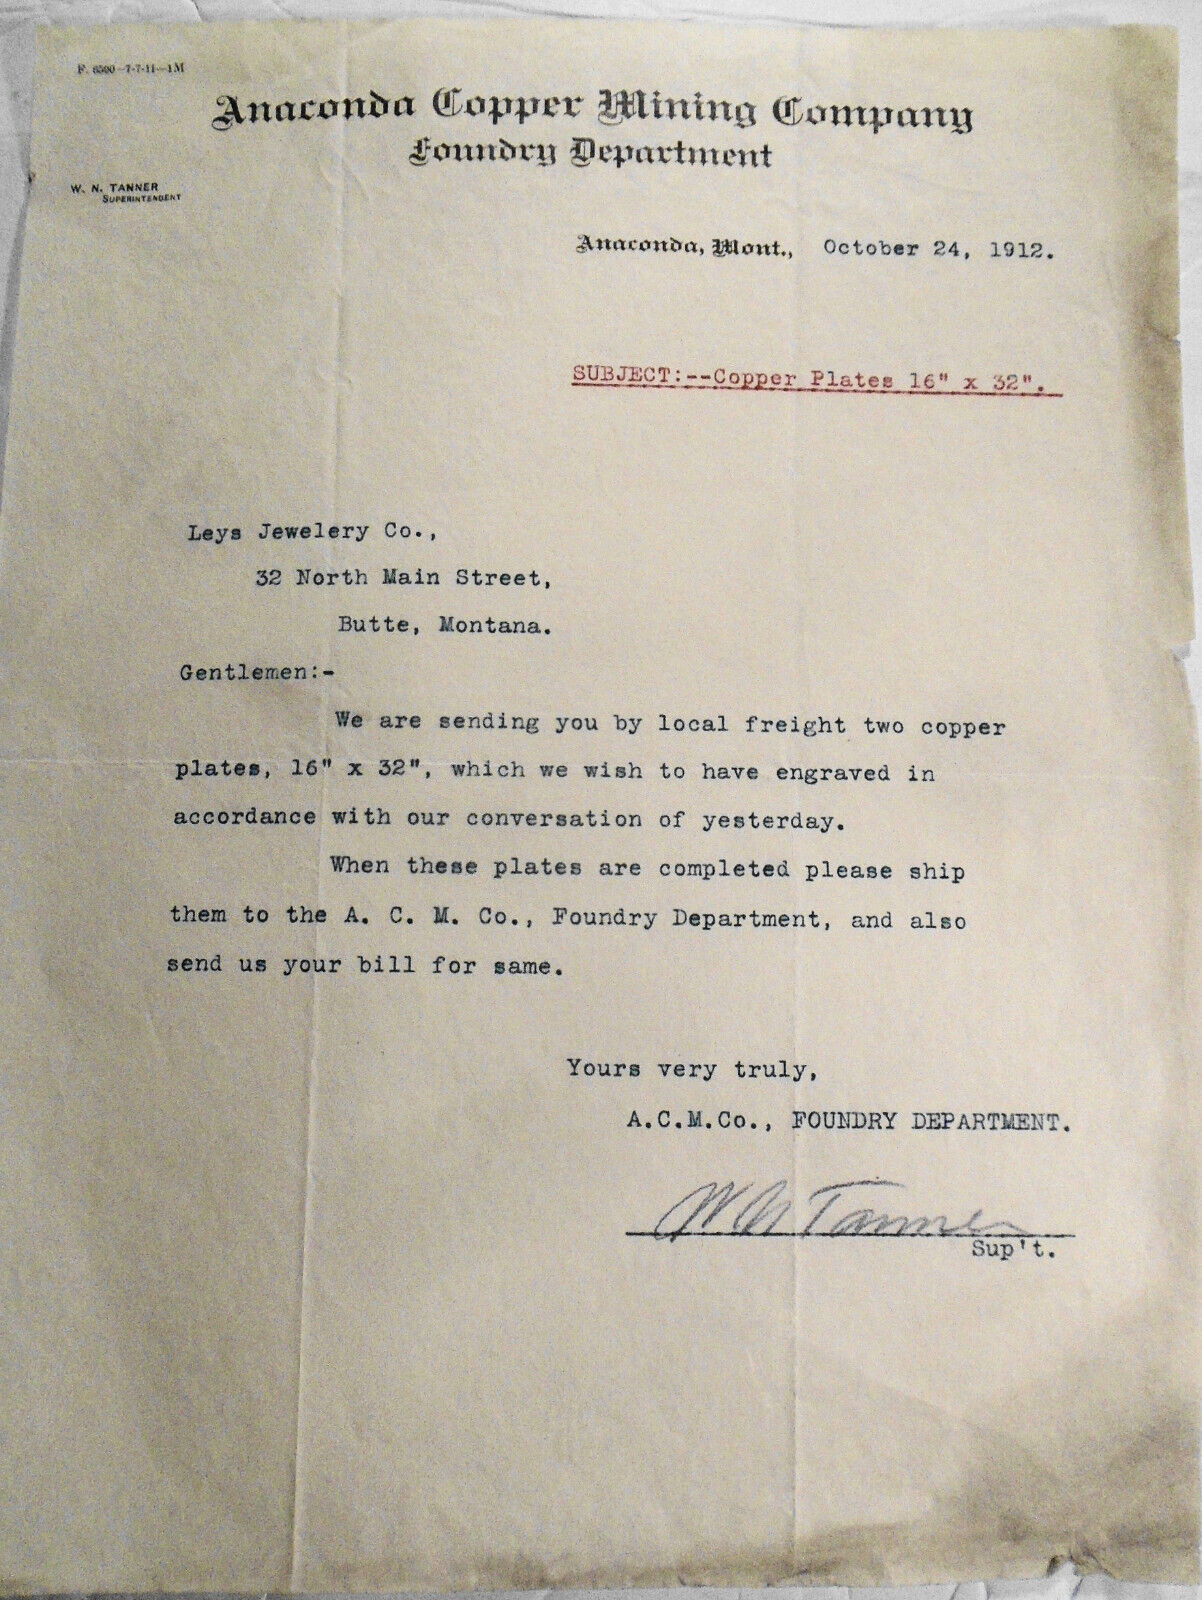 F. 6500—7-7-11—1M
Anaconda Copper Mining Company
Foundry Department
W. N. TANNER
SUPERINTENDENT
Anaconda, Mont., October 24, 1912.
SUBJECT:--Copper Plates 16" x 32".
Leys Jewelery Co.,
32 North Main Street,
Butte, Montana.
Gentlemen:-
We are sending you by local freight two copper
plates, 16" x 32", which we wish to have engraved in
accordance with our conversation of yesterday.
When these plates are completed please ship
them to the A. C. M. Co., Foundry Department, and also
send us your bill for same.
Yours very truly,
A.C.M.Co., FOUNDRY DEPARTMENT.
W N Tanner
Sup't.